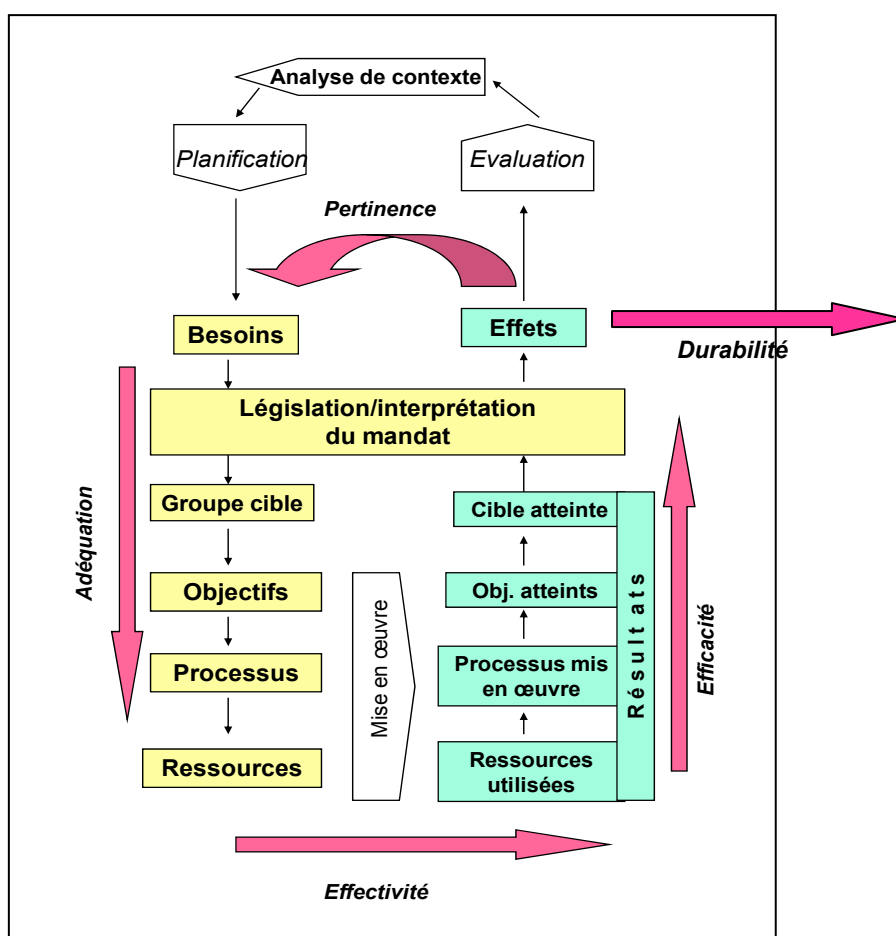 Analyse de contexte
Planification
Evaluation
Pertinence
Besoins
Effets
Durabilité
Législation/interprétation
du mandat
Groupe cible
Cible atteinte
Adéquation
Objectifs
Mise en œuvre
Obj. atteints
Résultats
Efficacité
Processus
Processus mis
en œuvre
Ressources
Ressources
utilisées
Effectivité